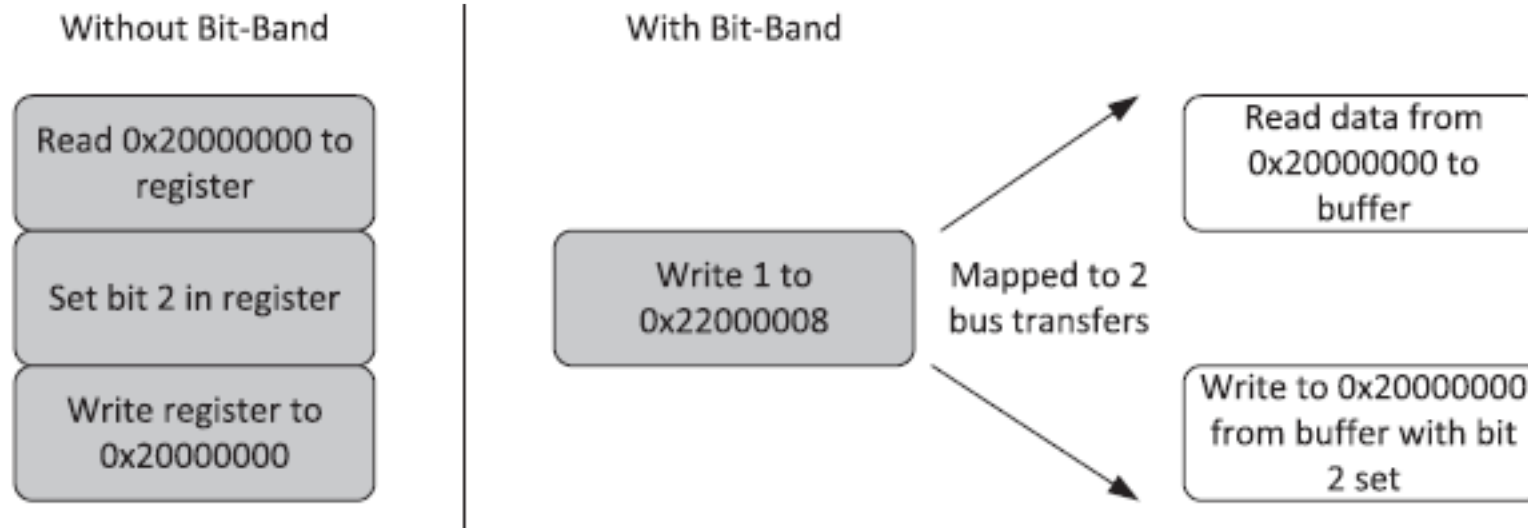 Without Bit-Band
Read 0x20000000 to
register
Set bit 2 in register
Write register to
0x20000000
With Bit-Band
Write 1 to
0x22000008
Mapped to 2
bus transfers
Read data from
0x20000000 to
buffer
Write to 0x20000000
from buffer with bit
2 set